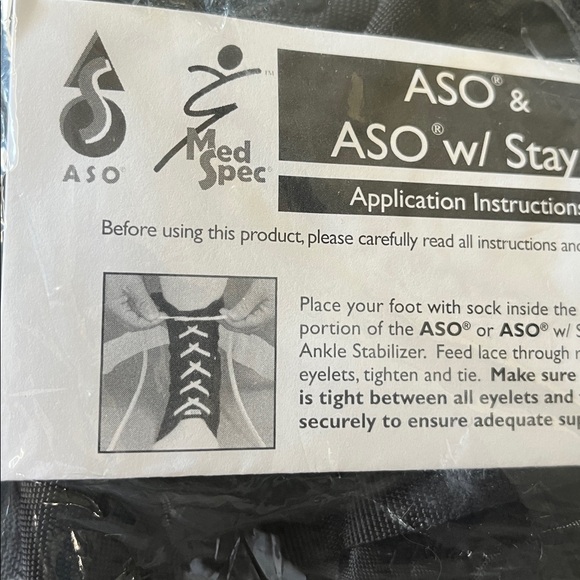 ASO
Med
Spec
TM
ASO® &
ASO® w/ Stay
Application Instructions
Before using this product, please carefully read all instructions and
Place your foot with sock inside the
portion of the ASO® or ASO® w/ S
Ankle Stabilizer. Feed lace through
eyelets, tighten and tie. Make sure
is tight between all eyelets and
securely to ensure adequate sup